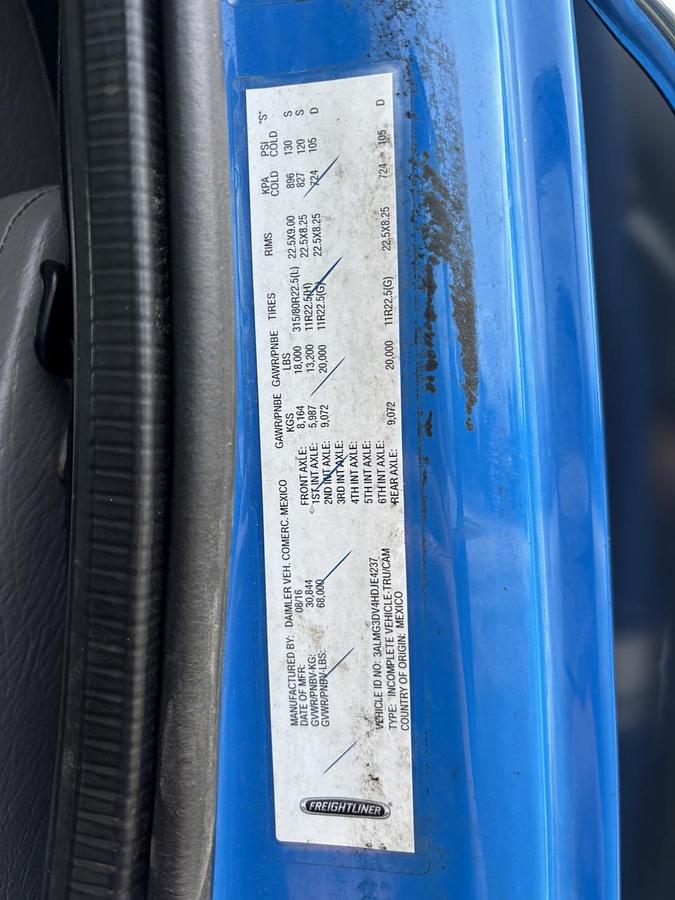 MANUFACTURED BY: DAIMLER VEH. COMERC. MEXICO
DATE OF MFR: 08/16
GVWR/PNBV-KG: 30,844
GVWR/PNBV-LBS: 68,000
GAWR/PNBE GAWR/PNBE TIRES RIMS KPA PSI "S"
KGS LBS COLD COLD
FRONT AXLE: 8,164 18,000 315/80R22.5(L) 22.5X9.00 896 130 S
1ST INT AXLE: 5,987 13,200 11R22.5(H) 22.5X8.25 827 120 S
2ND INT AXLE: 9,072 20,000 11R22.5(G) 22.5X8.25 724 105 D
3RD INT AXLE:
4TH INT AXLE:
5TH INT AXLE:
6TH INT AXLE:
REAR AXLE: 9,072 20,000 11R22.5(G) 22.5X8.25 724 105 D
VEHICLE ID NO: 3ALMG3DV4HDJE4237
TYPE: INCOMPLETE VEHICLE-TRU/CAM
COUNTRY OF ORIGIN: MEXICO
FREIGHTLINER